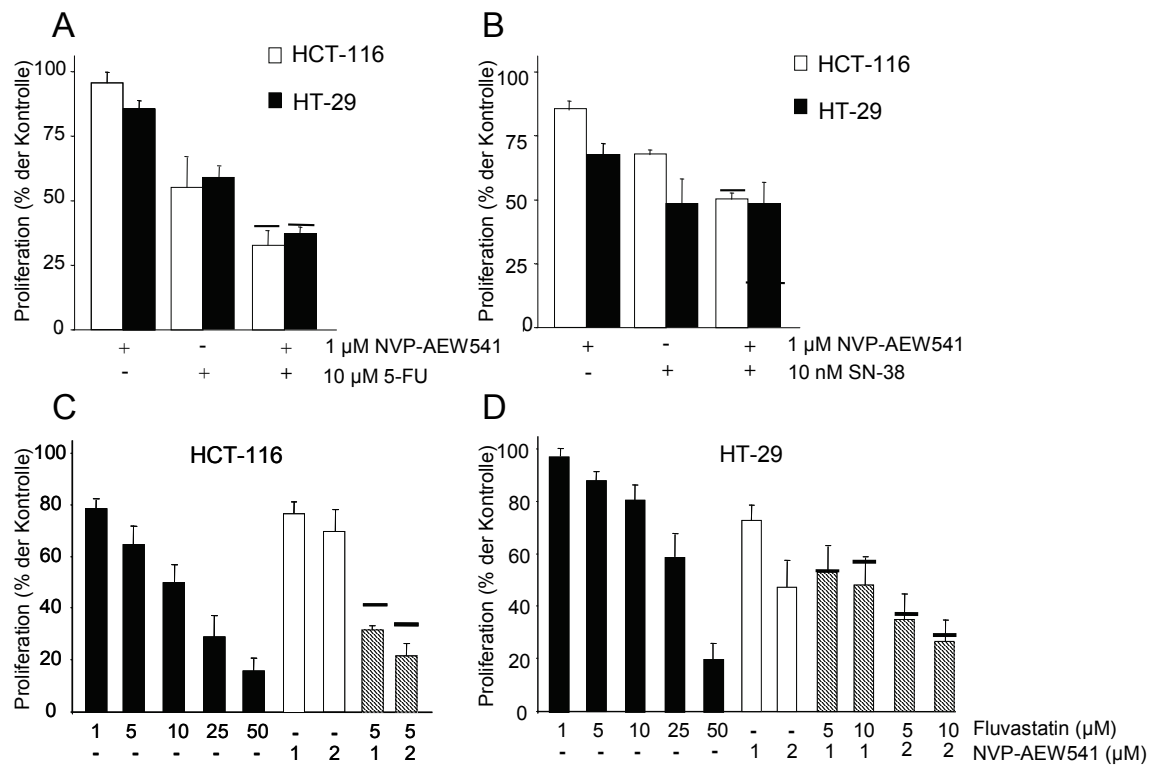 A
Proliferation (% der Kontrolle)
100
75
50
25
0
HCT-116
HT-29
+ - + 1 µM NVP-AEW541
- + + 10 µM 5-FU
B
Proliferation (% der Kontrolle)
100
75
50
25
0
HCT-116
HT-29
+ - + 1 µM NVP-AEW541
- + + 10 nM SN-38
C
HCT-116
Proliferation (% der Kontrolle)
100
80
60
40
20
0
1 5 10 25 50 - - 5 5
- - - - - 1 2 1 2
D
HT-29
Proliferation (% der Kontrolle)
100
80
60
40
20
0
1 5 10 25 50 - - 5 10 5 10 Fluvastatin (µM)
- - - - - 1 2 1 1 2 2 NVP-AEW541 (µM)